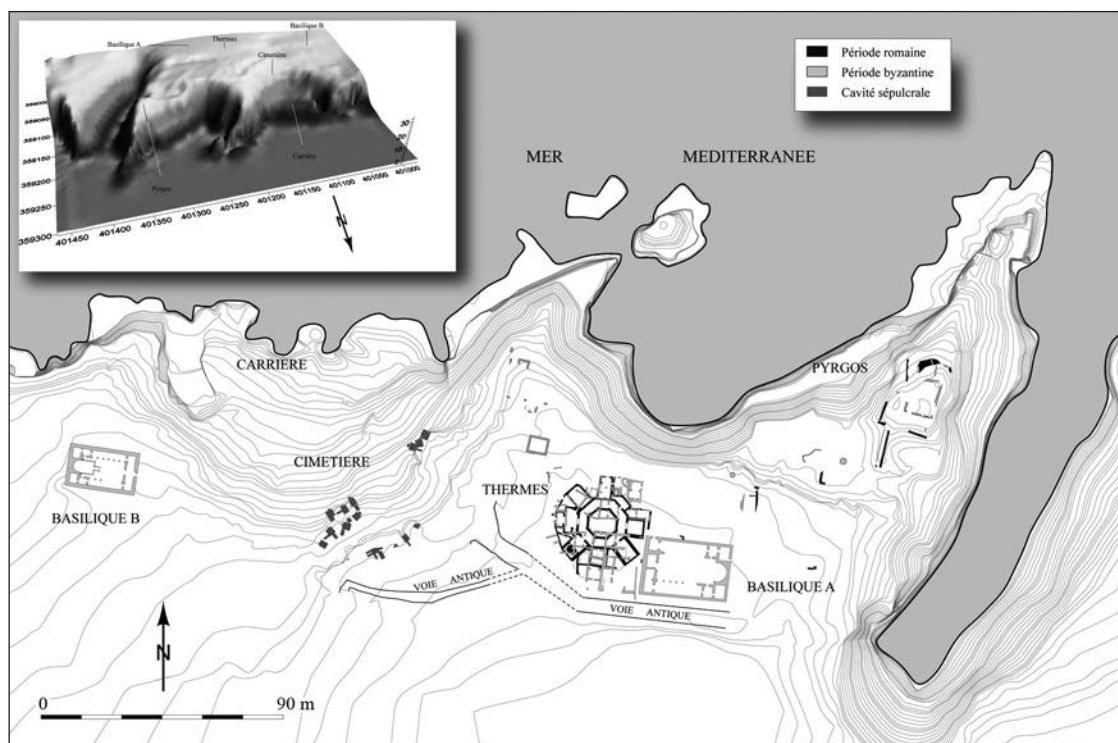 Basilique A
Thermes
Basilique B
Cimetière
Carrière
Pyrgos
359050
359100
359150
359200
359250
359300
401450
401400
401350
401300
401250
401200
401150
401100
401050
401000
30
20
10
N
Période romaine
Période byzantine
Cavité sépulcrale
MER MEDITERRANEE
CARRIERE
PYRGOS
CIMETIERE
THERMES
BASILIQUE B
BASILIQUE A
VOIE ANTIQUE
VOIE ANTIQUE
N
0 90 m